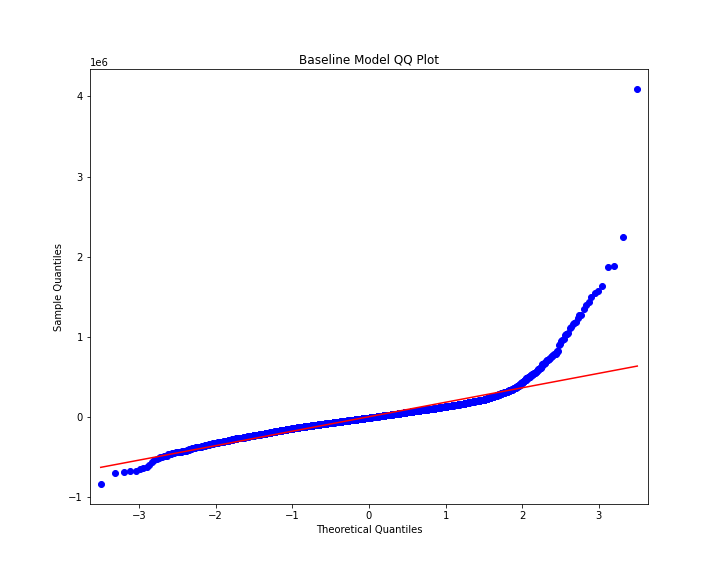 Baseline Model QQ Plot
1e6
4
3
2
1
0
−1
Sample Quantiles
−3 −2 −1 0 1 2 3
Theoretical Quantiles